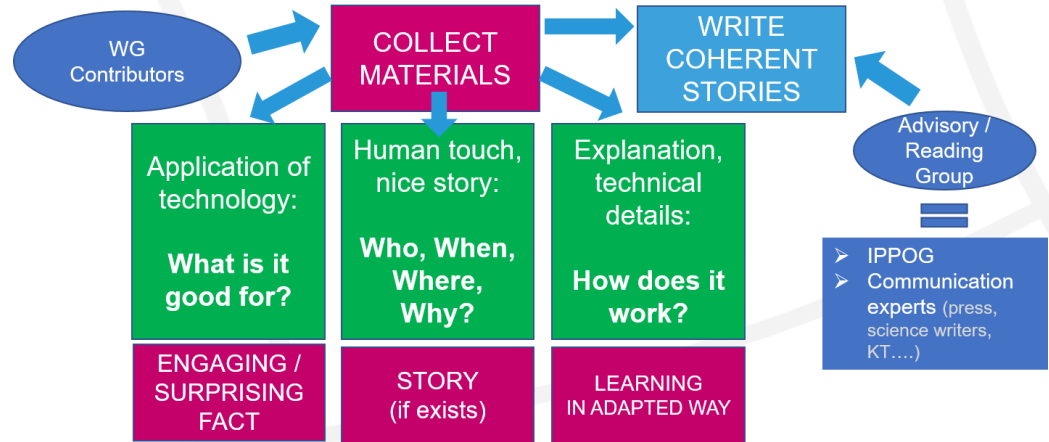 WG
Contributors
COLLECT
MATERIALS
WRITE
COHERENT
STORIES
Advisory /
Reading
Group
Application of
technology:
What is it
good for?
Human touch,
nice story:
Who, When,
Where,
Why?
Explanation,
technical
details:
How does it
work?
➢ IPPOG
➢ Communication
experts (press,
science writers,
KT....)
ENGAGING /
SURPRISING
FACT
STORY
(if exists)
LEARNING
IN ADAPTED WAY